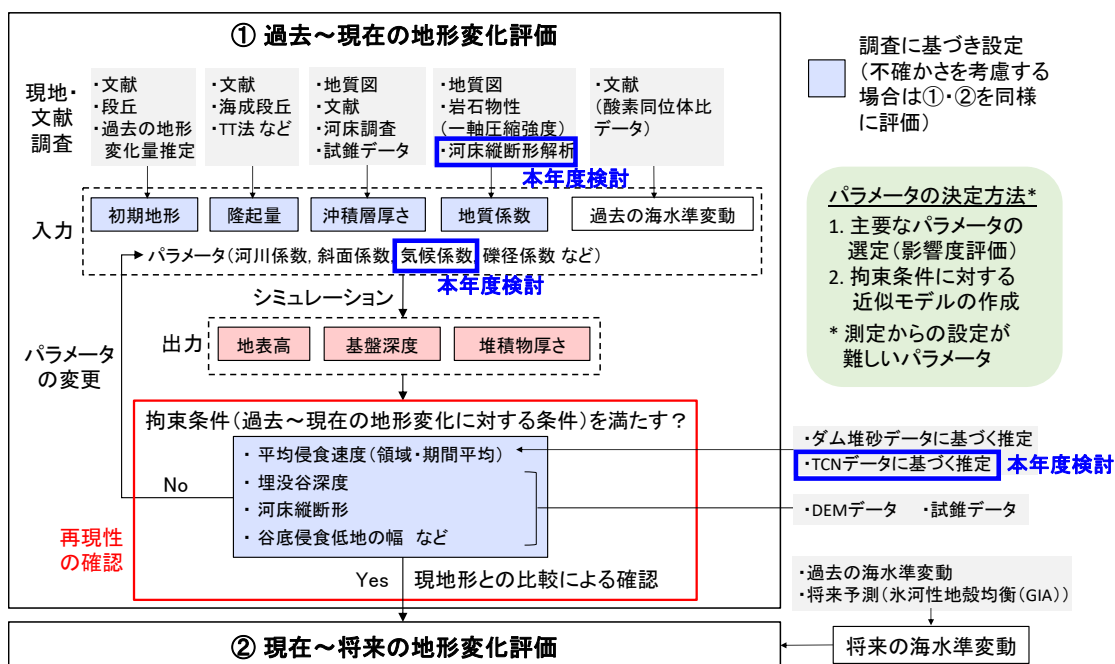 ① 過去～現在の地形変化評価
現地・
文献
調査
・文献
・段丘
・過去の地形
変化量推定
・文献
・海成段丘
・TT法 など
・地質図
・文献
・河床調査
・試錐データ
・地質図
・岩石物性
(一軸圧縮強度)
・河床縦断形解析
・文献
(酸素同位体比
データ)
本年度検討
入力
初期地形
隆起量
沖積層厚さ
地質係数
過去の海水準変動
パラメータ(河川係数, 斜面係数, 気候係数, 礫径係数 など)
本年度検討
シミュレーション
出力
地表高
基盤深度
堆積物厚さ
パラメータ
の変更
拘束条件(過去～現在の地形変化に対する条件)を満たす？
・ 平均侵食速度(領域・期間平均)
・ 埋没谷深度
・ 河床縦断形
・ 谷底侵食低地の幅 など
No
再現性
の確認
Yes
現地形との比較による確認
② 現在～将来の地形変化評価
調査に基づき設定
(不確かさを考慮する
場合は①・②を同様
に評価)
パラメータの決定方法*
1. 主要なパラメータの
選定(影響度評価)
2. 拘束条件に対する
近似モデルの作成
* 測定からの設定が
難しいパラメータ
・ダム堆砂データに基づく推定
・TCNデータに基づく推定
本年度検討
・DEMデータ ・試錐データ
・過去の海水準変動
・将来予測(氷河性地殻均衡(GIA))
将来の海水準変動